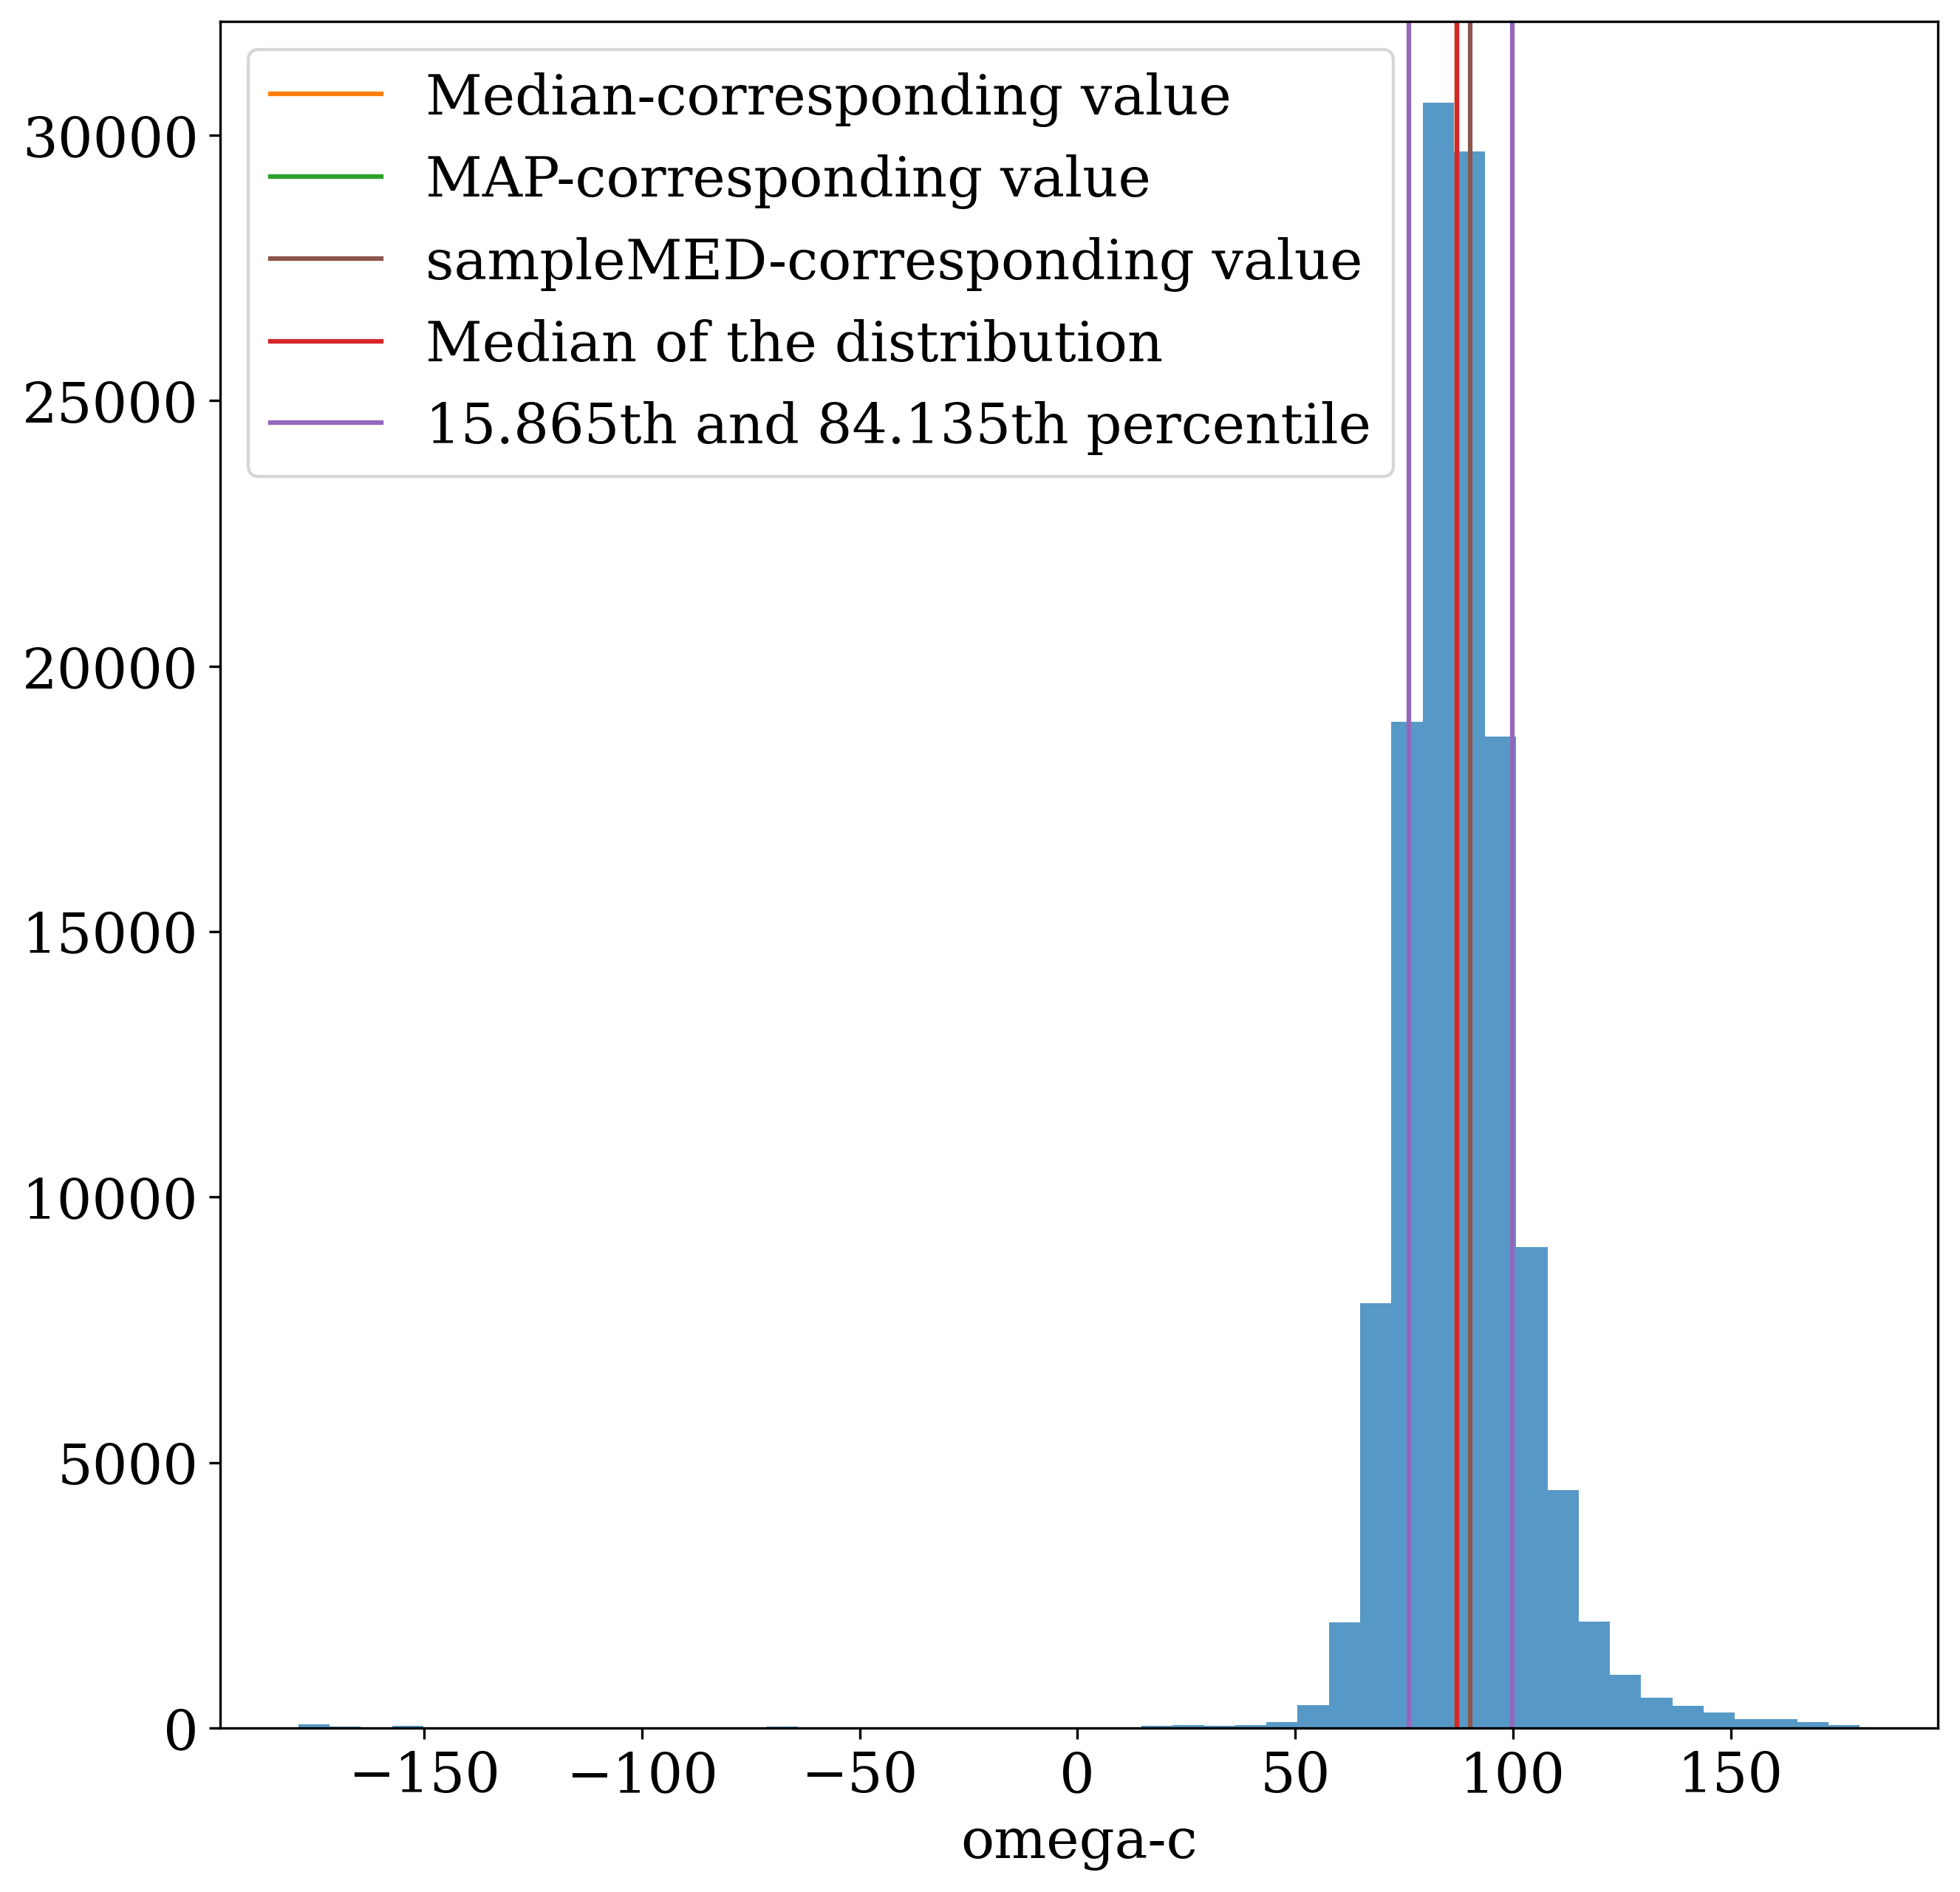 Median-corresponding value
MAP-corresponding value
sampleMED-corresponding value
Median of the distribution
15.865th and 84.135th percentile
30000
25000
20000
15000
10000
5000
0
−150 −100 −50 0 50 100 150
omega-c